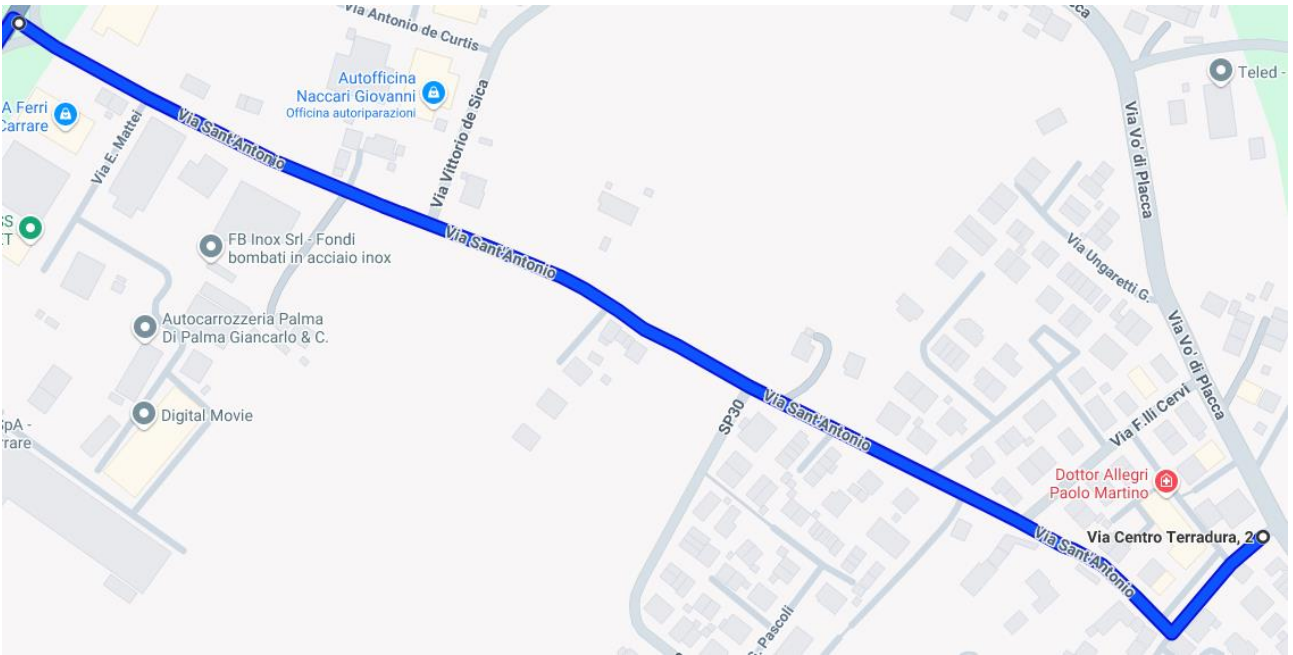 Via Antonio de Curtis
Autofficina
Naccari Giovanni
Officina autoriparazioni
A Ferri
Carrare
Via E. Mattei
Via Sant'Antonio
Via Vittorio de Sica
Teled -
Via Vo' di Placca
FB Inox Srl - Fondi
bombati in acciaio inox
Via Sant'Antonio
Via Ungaretti G.
Autocarrozzeria Palma
Di Palma Giancarlo & C.
Via Vo' di Placca
Digital Movie
SP30
Via Sant'Antonio
Via F.lli Cervi
SpA -
rrare
Dottor Allegri
Paolo Martino
Via Centro Terradura, 2
Via Sant'Antonio
G. Pascoli